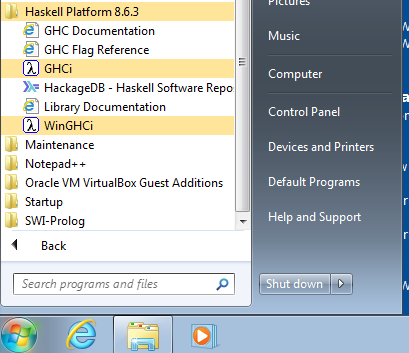 Haskell Platform 8.6.3
GHC Documentation
GHC Flag Reference
GHCi
HackageDB - Haskell Software Repo
Library Documentation
WinGHCi
Maintenance
Notepad++
Oracle VM VirtualBox Guest Additions
Startup
SWI-Prolog
Back
Search programs and files
Pictures
Music
Computer
Control Panel
Devices and Printers
Default Programs
Help and Support
Shut down